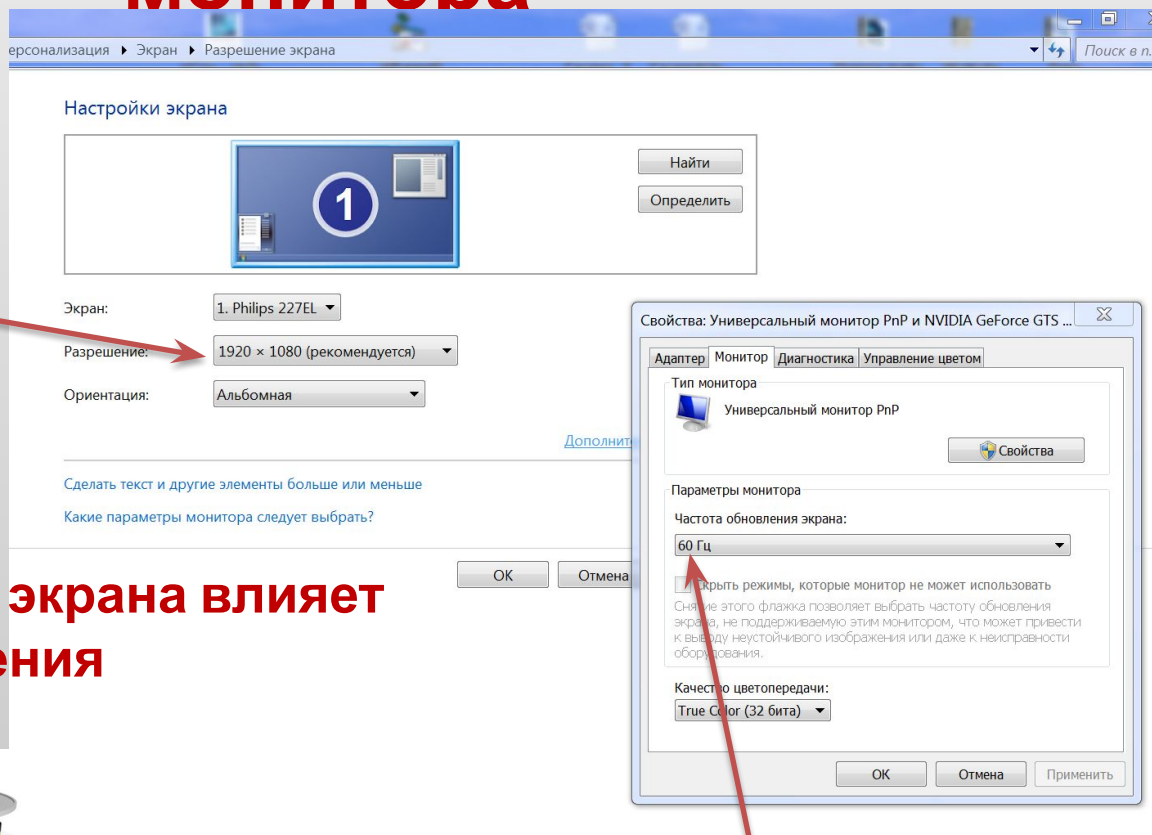 монитора
ерсонализация ▸ Экран ▸ Разрешение экрана
Поиск в п
Настройки экрана
1
Найти
Определить
Экран:
1. Philips 227EL
Разрешение:
1920 × 1080 (рекомендуется)
Ориентация:
Альбомная
Дополнит
Сделать текст и другие элементы больше или меньше
Какие параметры монитора следует выбрать?
OK
Отмена
экрана влияет
ения
Свойства: Универсальный монитор PnP и NVIDIA GeForce GTS ...
Адаптер Монитор Диагностика Управление цветом
Тип монитора
Универсальный монитор PnP
Свойства
Параметры монитора
Частота обновления экрана:
60 Гц
Скрыть режимы, которые монитор не может использовать
Снятие этого флажка позволяет выбрать частоту обновления
экрана, не поддерживаемую этим монитором, что может привести
к выводу неустойчивого изображения или даже к неисправности
оборудования.
Качество цветопередачи:
True Color (32 бита)
OK
Отмена
Применить